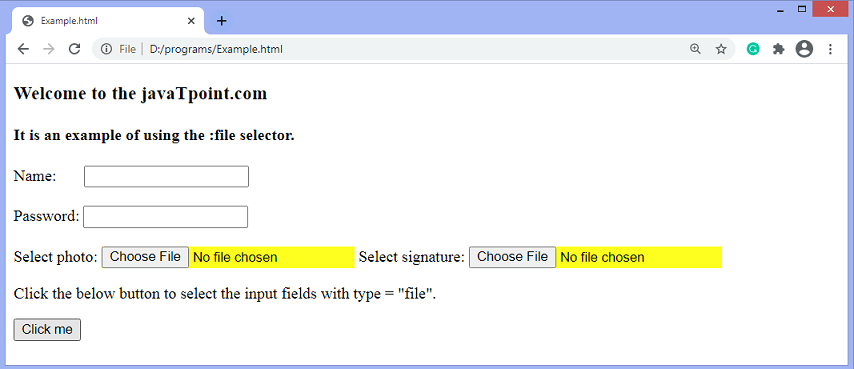 Example.html
File D:/programs/Example.html
Welcome to the javaTpoint.com
It is an example of using the :file selector.
Name:
Password:
Select photo: Choose File No file chosen Select signature: Choose File No file chosen
Click the below button to select the input fields with type = "file".
Click me